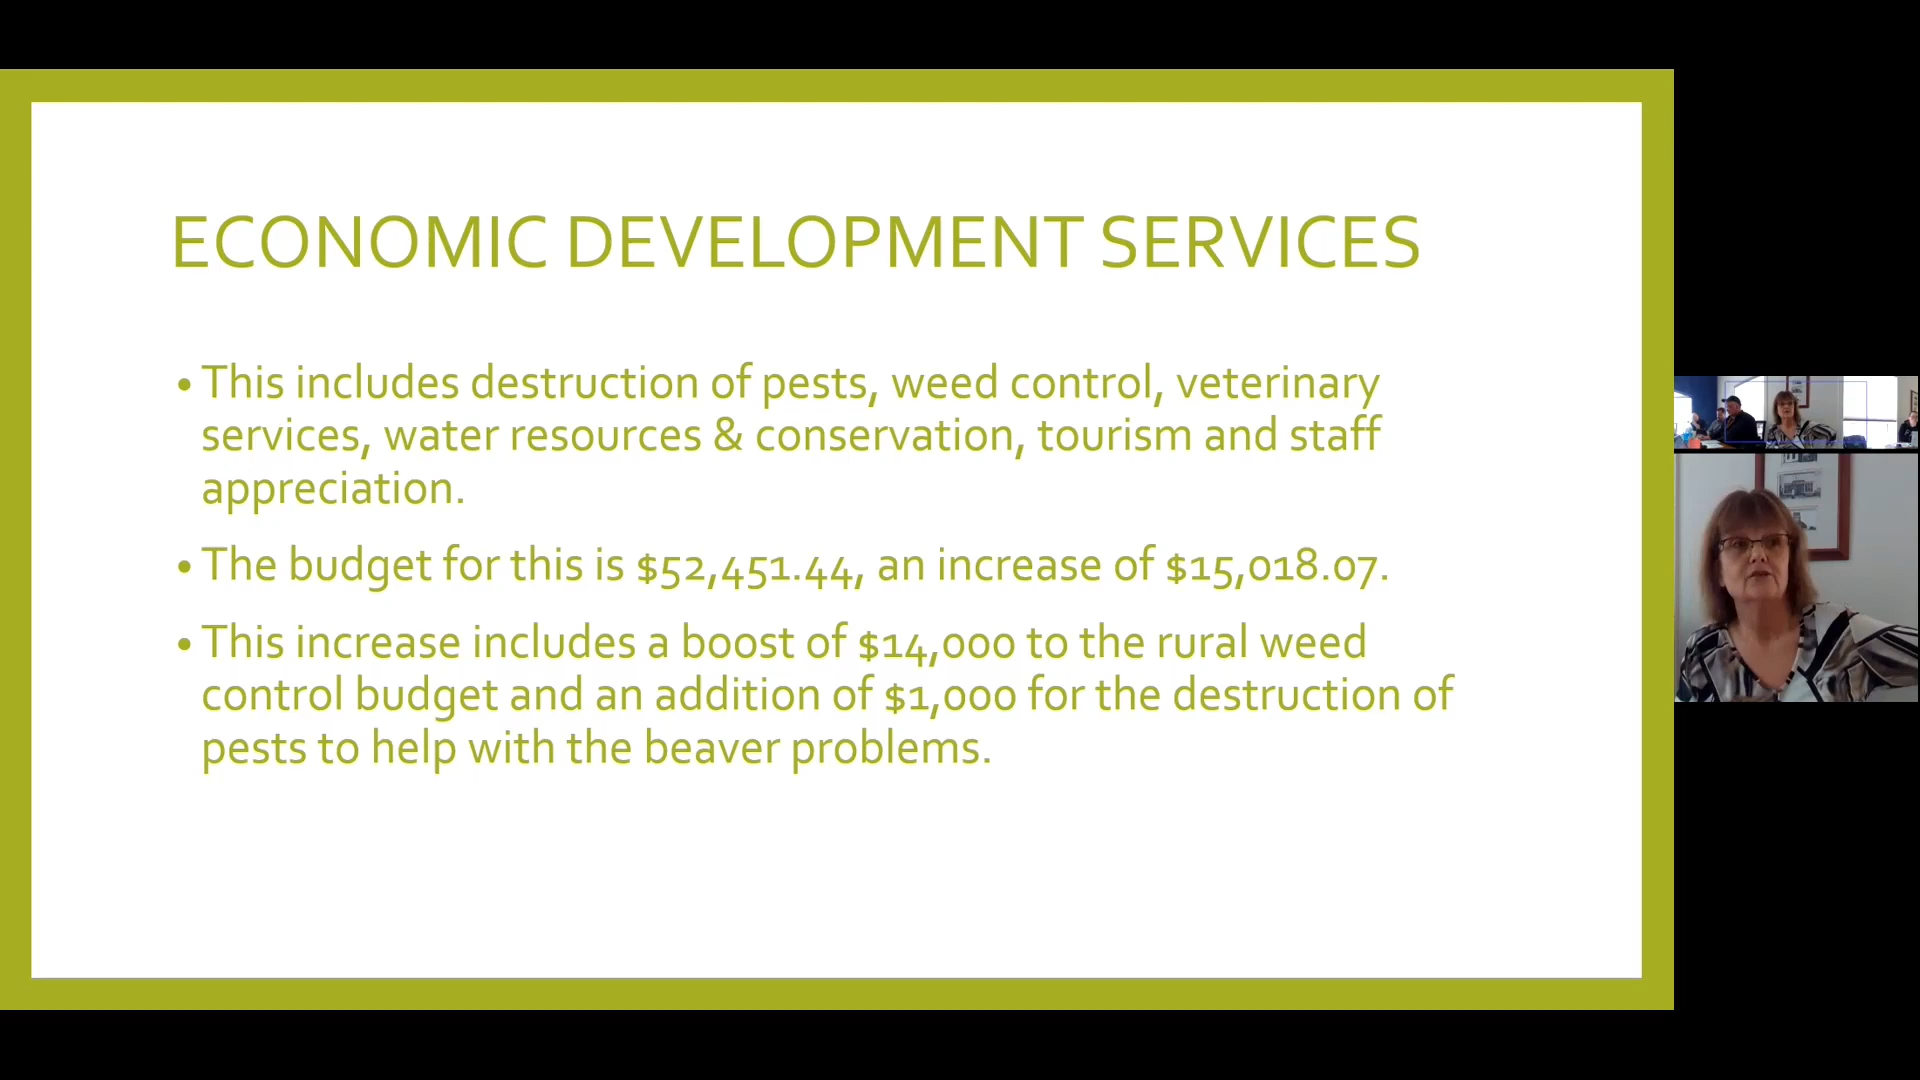 ECONOMIC DEVELOPMENT SERVICES
• This includes destruction of pests, weed control, veterinary
services, water resources & conservation, tourism and staff
appreciation.
• The budget for this is $52,451.44, an increase of $15,018.07.
• This increase includes a boost of $14,000 to the rural weed
control budget and an addition of $1,000 for the destruction of
pests to help with the beaver problems.